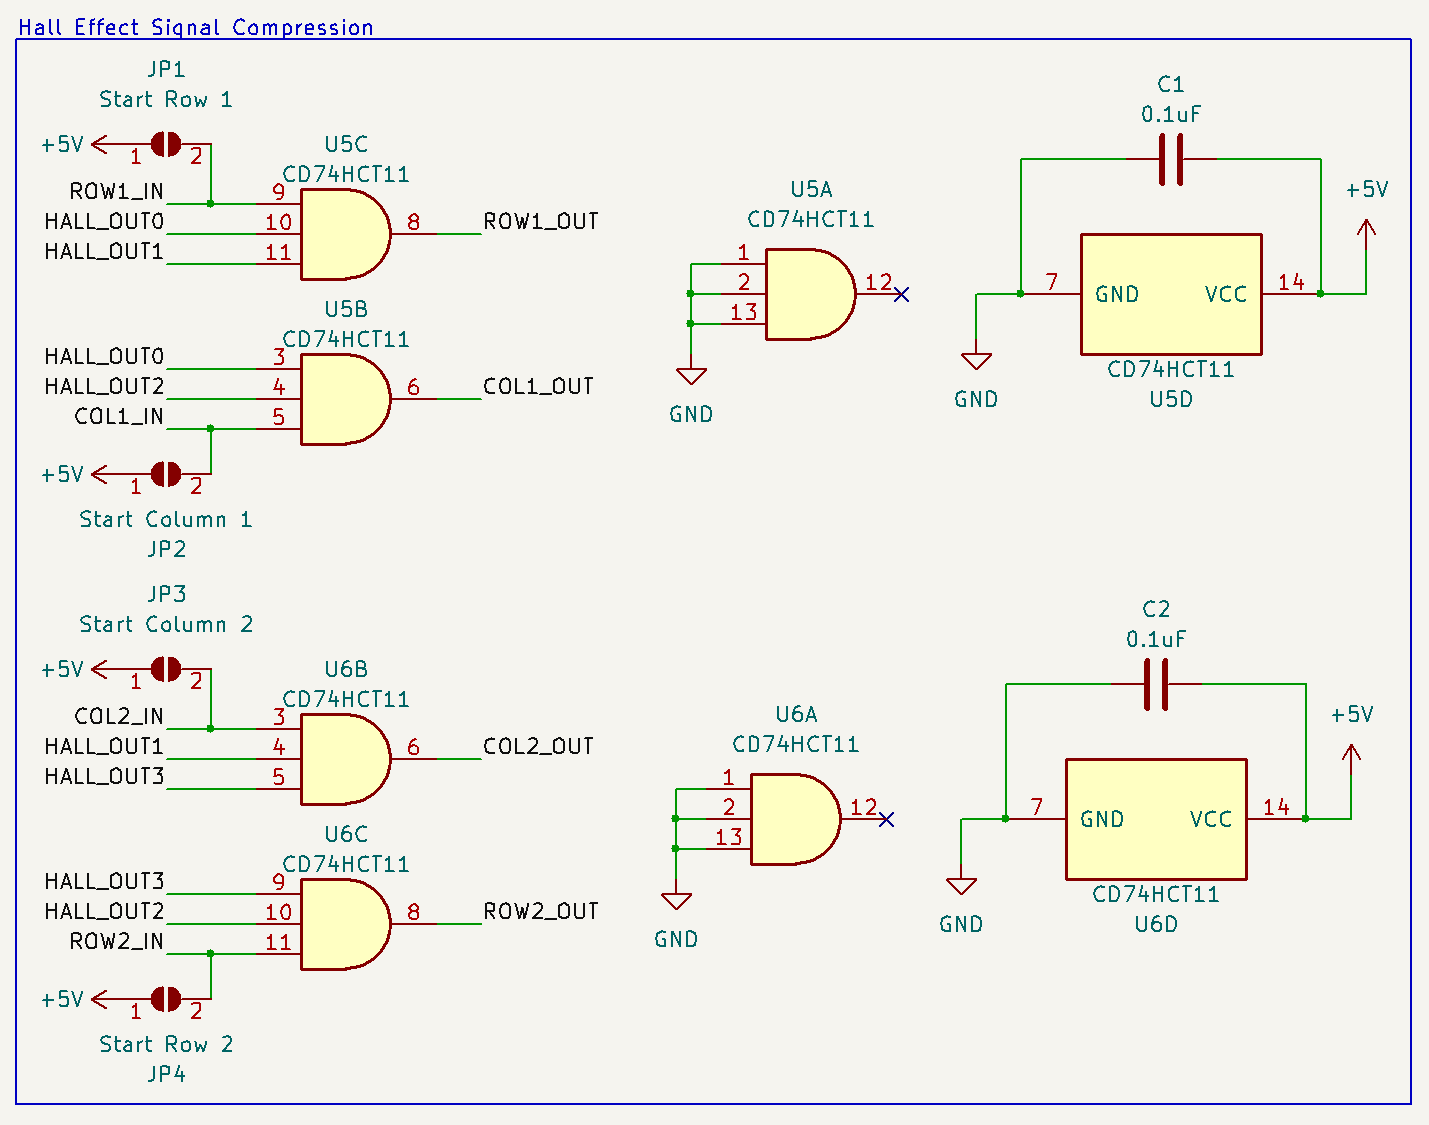 Hall Effect Signal Compression
JP1
Start Row 1
+5V
1
2
ROW1_IN
HALL_OUT0
HALL_OUT1
U5C
CD74HCT11
9
10
11
8
ROW1_OUT
U5B
CD74HCT11
HALL_OUT0
HALL_OUT2
COL1_IN
3
4
5
6
COL1_OUT
+5V
1
2
Start Column 1
JP2
U5A
CD74HCT11
1
2
13
12
GND
C1
0.1uF
+5V
7
GND
VCC
14
CD74HCT11
U5D
GND
JP3
Start Column 2
+5V
1
2
COL2_IN
HALL_OUT1
HALL_OUT3
U6B
CD74HCT11
3
4
5
6
COL2_OUT
U6C
CD74HCT11
HALL_OUT3
HALL_OUT2
ROW2_IN
9
10
11
8
ROW2_OUT
+5V
1
2
Start Row 2
JP4
U6A
CD74HCT11
1
2
13
12
GND
C2
0.1uF
+5V
7
GND
VCC
14
CD74HCT11
U6D
GND